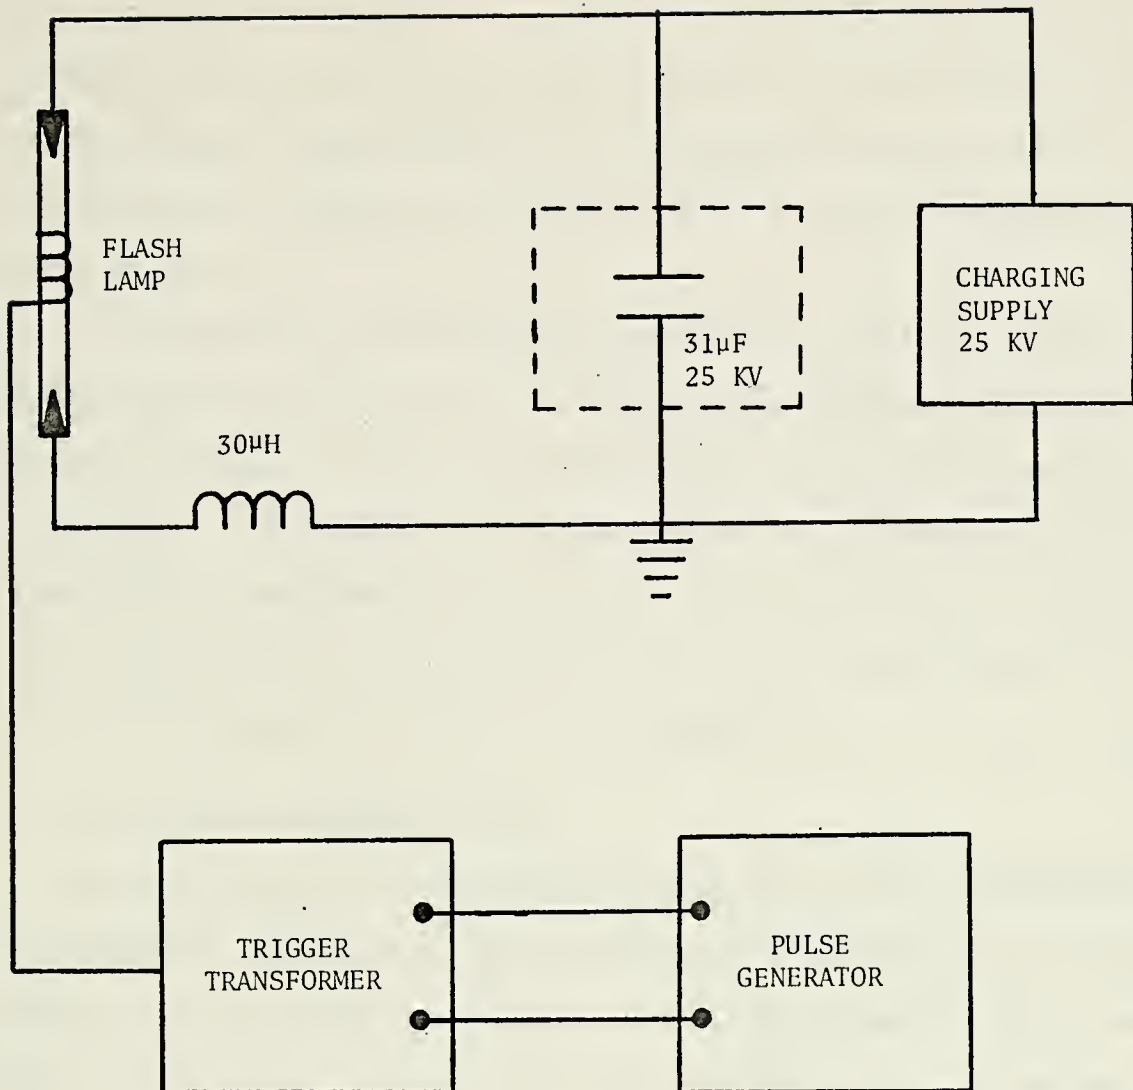 FLASH
LAMP
30µH
31µF
25 KV
CHARGING
SUPPLY
25 KV
TRIGGER
TRANSFORMER
PULSE
GENERATOR